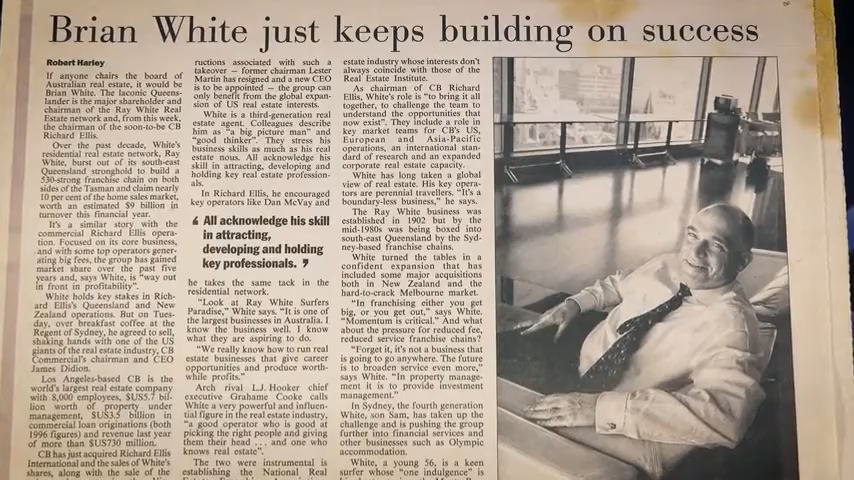 Brian White just keeps building on success
Robert Harley
If anyone chairs the board of
Australian real estate, it would be
Brian White. The laconic Queens-
lander is the major shareholder and
chairman of the Ray White Real
Estate network and, from this week,
the chairman of the soon-to-be CB
Richard Ellis.
Over the past decade, White's
residential real estate network, Ray
White, burst out of its south-east
Queensland stronghold to build a
530-strong franchise chain on both
sides of the Tasman and claim nearly
10 per cent of the home sales market,
worth an estimated $9 billion in
turnover this financial year.
It's a similar story with the
commercial Richard Ellis opera-
tion. Focused on its core business,
and with some top operators gener-
ating big fees, the group has gained
market share over the past five
years and, says White, is "way out
in front in profitability".
White holds key stakes in Rich-
ard Ellis's Queensland and New
Zealand operations. But on Tues-
day, over breakfast coffee at the
Regent of Sydney, he agreed to sell,
shaking hands with one of the US
giants of the real estate industry, CB
Commercial's chairman and CEO
James Didion.
Los Angeles-based CB is the
world's largest real estate company
with 8,000 employees, $US5.7 bil-
lion worth of property under
management, $US3.5 billion in
commercial loan originations (both
1996 figures) and revenue last year
of more than $US730 million.
CB has just acquired Richard Ellis
International and the sales of White's
shares, along with the sale of the
ructions associated with such a
takeover — former chairman Lester
Martin has resigned and a new CEO
is to be appointed — the group can
only benefit from the global expan-
sion of US real estate interests.
White is a third-generation real
estate agent. Colleagues describe
him as "a big picture man" and
"good thinker". They stress his
business skills as much as his real
estate nous. All acknowledge his
skill in attracting, developing and
holding key real estate profession-
als.
In Richard Ellis, he encouraged
key operators like Dan McVay and
‘ All acknowledge his skill
in attracting,
developing and holding
key professionals. ’
he takes the same tack in the
residential network.
"Look at Ray White Surfers
Paradise," White says. "It is one of
the largest businesses in Australia. I
know the business well. I know
what they are aspiring to do.
"We really know how to run real
estate businesses that give career
opportunities and produce worth-
while profits."
Arch rival L.J. Hooker chief
executive Grahame Cooke calls
White a very powerful and influen-
tial figure in the real estate industry,
"a good operator who is good at
picking the right people and giving
them their head . . . and one who
knows real estate".
The two were instrumental in
establishing the National Real
estate industry whose interests don't
always coincide with those of the
Real Estate Institute.
As chairman of CB Richard
Ellis, White's role is "to bring it all
together, to challenge the team to
understand the opportunities that
now exist". They include a role in
key market teams for CB's US,
European and Asia-Pacific
operations, an international stan-
dard of research and an expanded
corporate real estate capacity.
White has long taken a global
view of real estate. His key opera-
tors are perennial travellers. "It's a
boundary-less business," he says.
The Ray White business was
established in 1902 but by the
mid-1980s was being boxed into
south-east Queensland by the Syd-
ney-based franchise chains.
White turned the tables in a
confident expansion that has
included some major acquisitions
both in New Zealand and the
hard-to-crack Melbourne market.
"In franchising either you get
big, or you get out," says White.
"Momentum is critical." And what
about the pressure for reduced fee,
reduced service franchise chains?
"Forget it, it's not a business that
is going to go anywhere. The future
is to broaden service even more,"
says White. "In property manage-
ment it is to provide investment
management."
In Sydney, the fourth generation
White, son Sam, has taken up the
challenge and is pushing the group
further into financial services and
other businesses such as Olympic
accommodation.
White, a young 56, is a keen
surfer whose "one indulgence" is